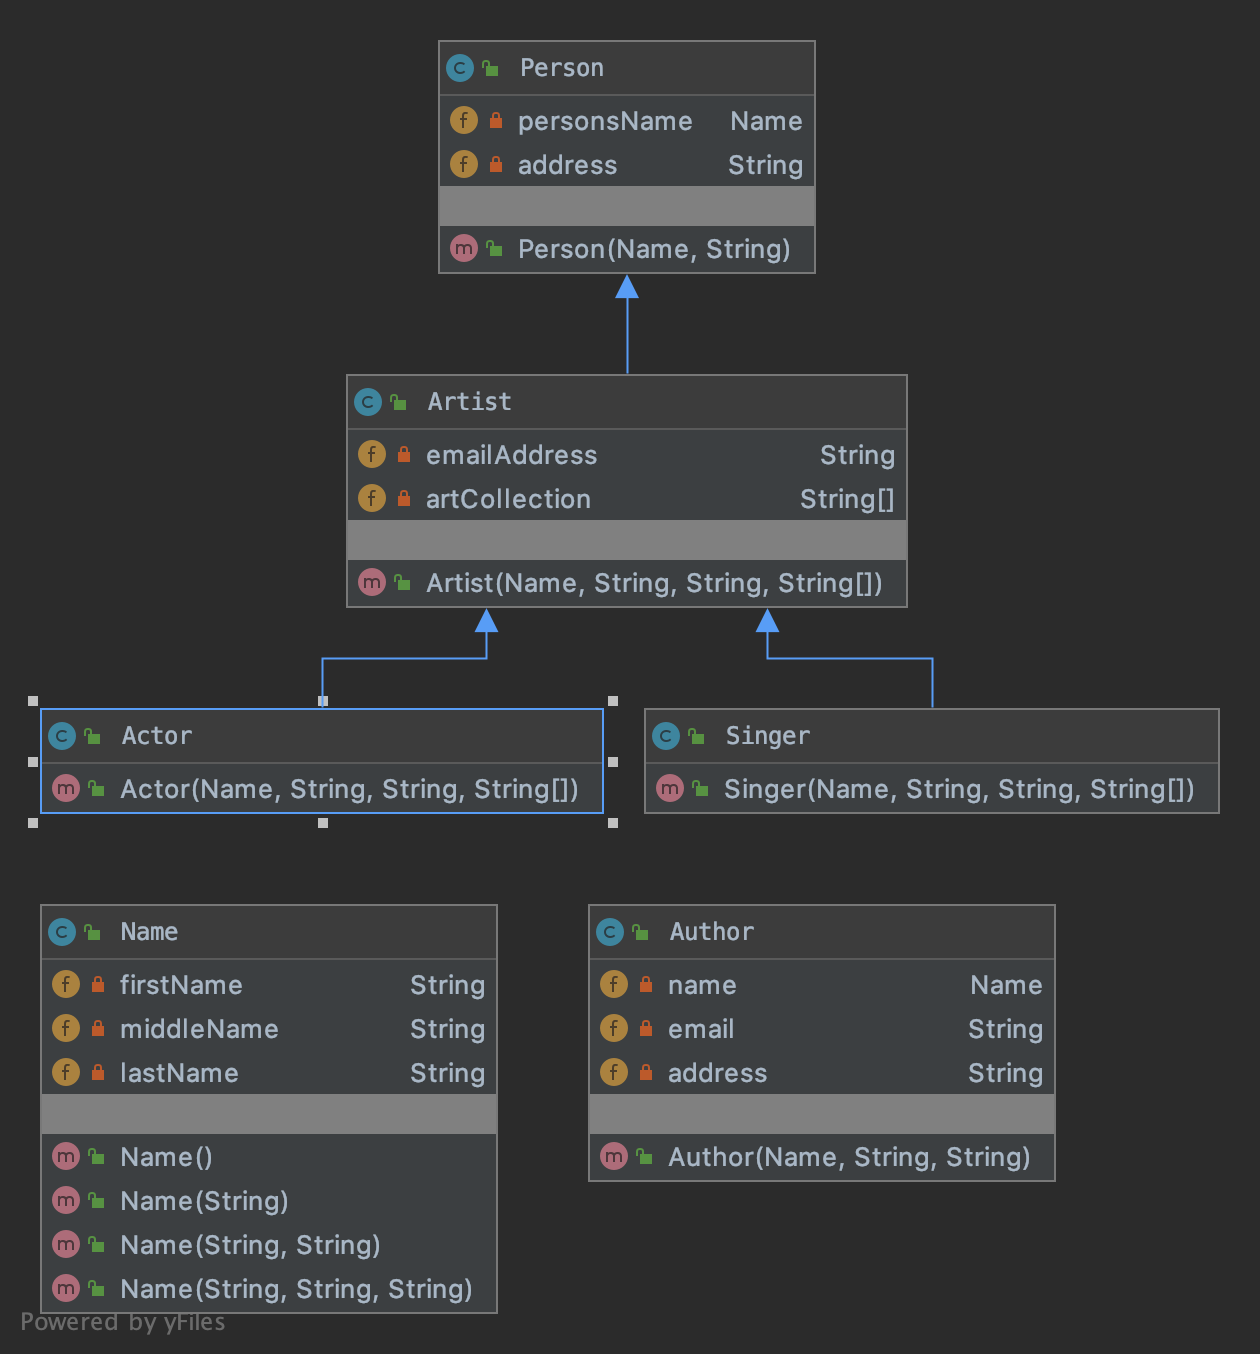 Person
personsName Name
address String
Person(Name, String)
Artist
emailAddress String
artCollection String[]
Artist(Name, String, String, String[])
Actor
Actor(Name, String, String, String[])
Singer
Singer(Name, String, String, String[])
Name
firstName String
middleName String
lastName String
Name()
Name(String)
Name(String, String)
Name(String, String, String)
Author
name Name
email String
address String
Author(Name, String, String)
Powered by yFiles